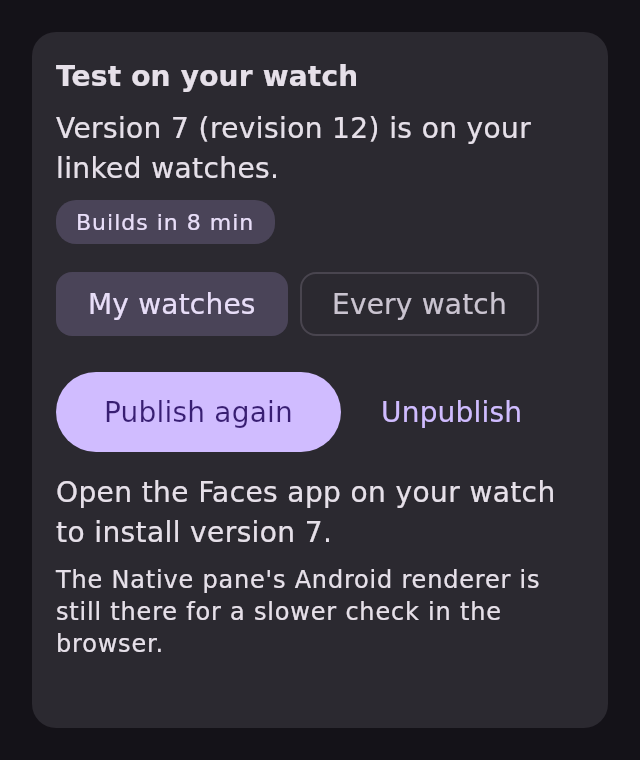 Test on your watch
Version 7 (revision 12) is on your
linked watches.
Builds in 8 min
My watches
Every watch
Publish again
Unpublish
Open the Faces app on your watch
to install version 7.
The Native pane's Android renderer is
still there for a slower check in the
browser.